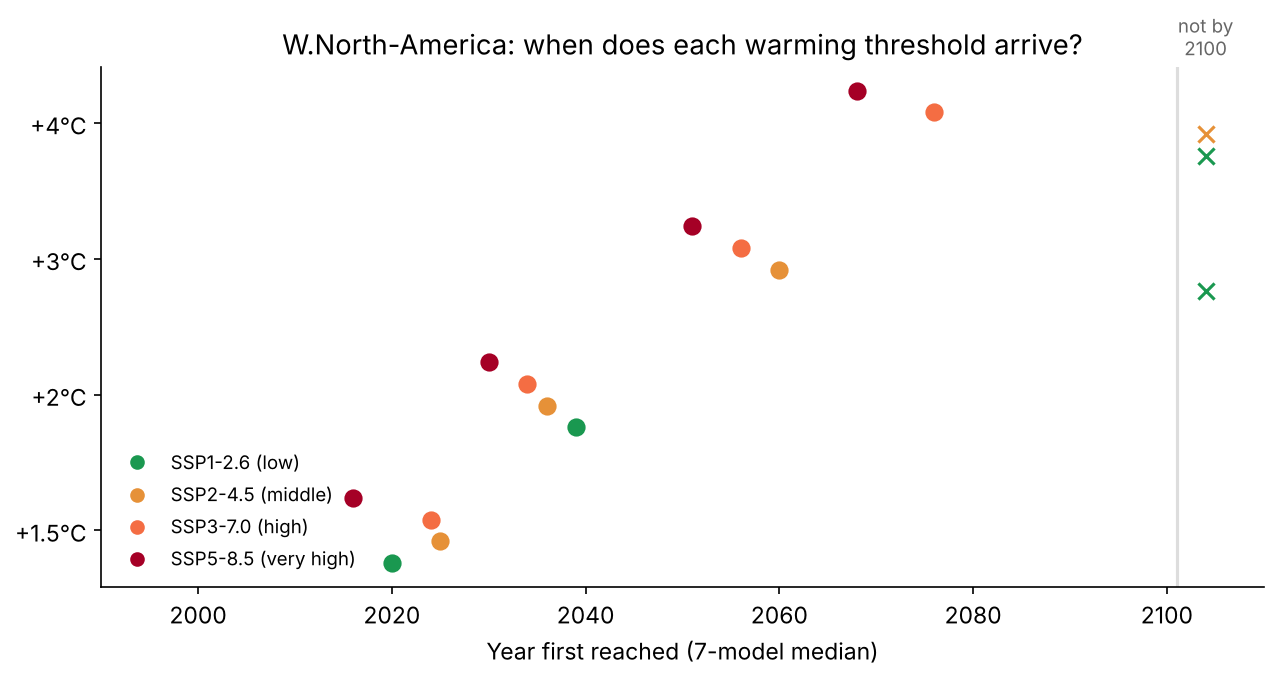 W.North-America: when does each warming threshold arrive?
not by
2100
+4°C
+3°C
+2°C
+1.5°C
SSP1-2.6 (low)
SSP2-4.5 (middle)
SSP3-7.0 (high)
SSP5-8.5 (very high)
2000 2020 2040 2060 2080 2100
Year first reached (7-model median)